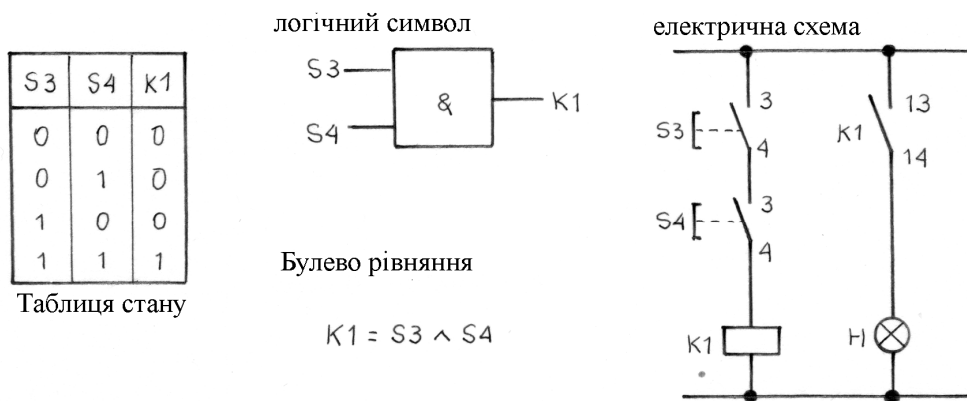 логічний символ
електрична схема
S3 S4 K1
0 0 0
0 1 0
1 0 0
1 1 1
Таблиця стану
S3
S4
&
K1
Булево рівняння
K1 = S3 ∧ S4
S3
3
4
S4
3
4
K1
K1
13
14
H